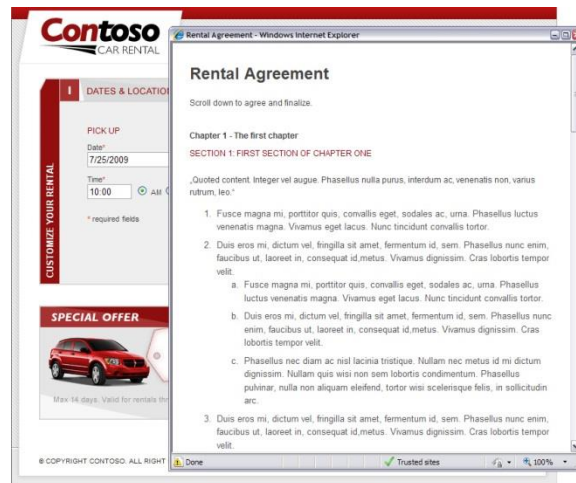 Contoso
CAR RENTAL
I DATES & LOCATIO
PICK UP
Date*
7/25/2009
Time*
10:00 AM
* required fields
CUSTOMIZE YOUR RENTAL
SPECIAL OFFER
Max 14 days. Valid for rentals thr
© COPYRIGHT CONTOSO. ALL RIGHT
Rental Agreement - Windows Internet Explorer
Rental Agreement
Scroll down to agree and finalize.
Chapter 1 - The first chapter
SECTION 1: FIRST SECTION OF CHAPTER ONE
„Quoted content. Integer vel augue. Phasellus nulla purus, interdum ac, venenatis non, varius
rutrum, leo.“
1. Fusce magna mi, porttitor quis, convallis eget, sodales ac, urna. Phasellus luctus
venenatis magna. Vivamus eget lacus. Nunc tincidunt convallis tortor.
2. Duis eros mi, dictum vel, fringilla sit amet, fermentum id, sem. Phasellus nunc enim,
faucibus ut, laoreet in, consequat id,metus. Vivamus dignissim. Cras lobortis tempor
velit.
a. Fusce magna mi, porttitor quis, convallis eget, sodales ac, urna. Phasellus
luctus venenatis magna. Vivamus eget lacus. Nunc tincidunt convallis tortor.
b. Duis eros mi, dictum vel, fringilla sit amet, fermentum id, sem. Phasellus nunc
enim, faucibus ut, laoreet in, consequat id,metus. Vivamus dignissim. Cras
lobortis tempor velit.
c. Phasellus nec diam ac nisl lacinia tristique. Nullam nec metus id mi dictum
dignissim. Nullam quis wisi non sem lobortis condimentum. Phasellus
pulvinar, nulla non aliquam eleifend, tortor wisi scelerisque felis, in sollicitudin
arc.
3. Duis eros mi, dictum vel, fringilla sit amet, fermentum id, sem. Phasellus nunc enim,
faucibus ut, laoreet in, consequat id,metus. Vivamus dignissim. Cras lobortis tempor
velit.
Done
Trusted sites
100%